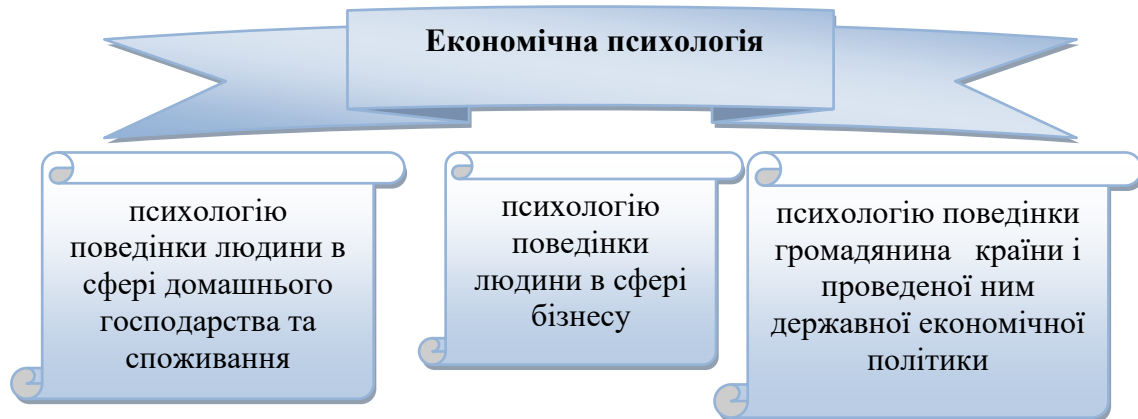 Економічна психологія
психологію
поведінки людини в
сфері домашнього
господарства та
споживання
психологію
поведінки
людини в сфері
бізнесу
психологію поведінки
громадянина країни і
проведеної ним
державної економічної
політики